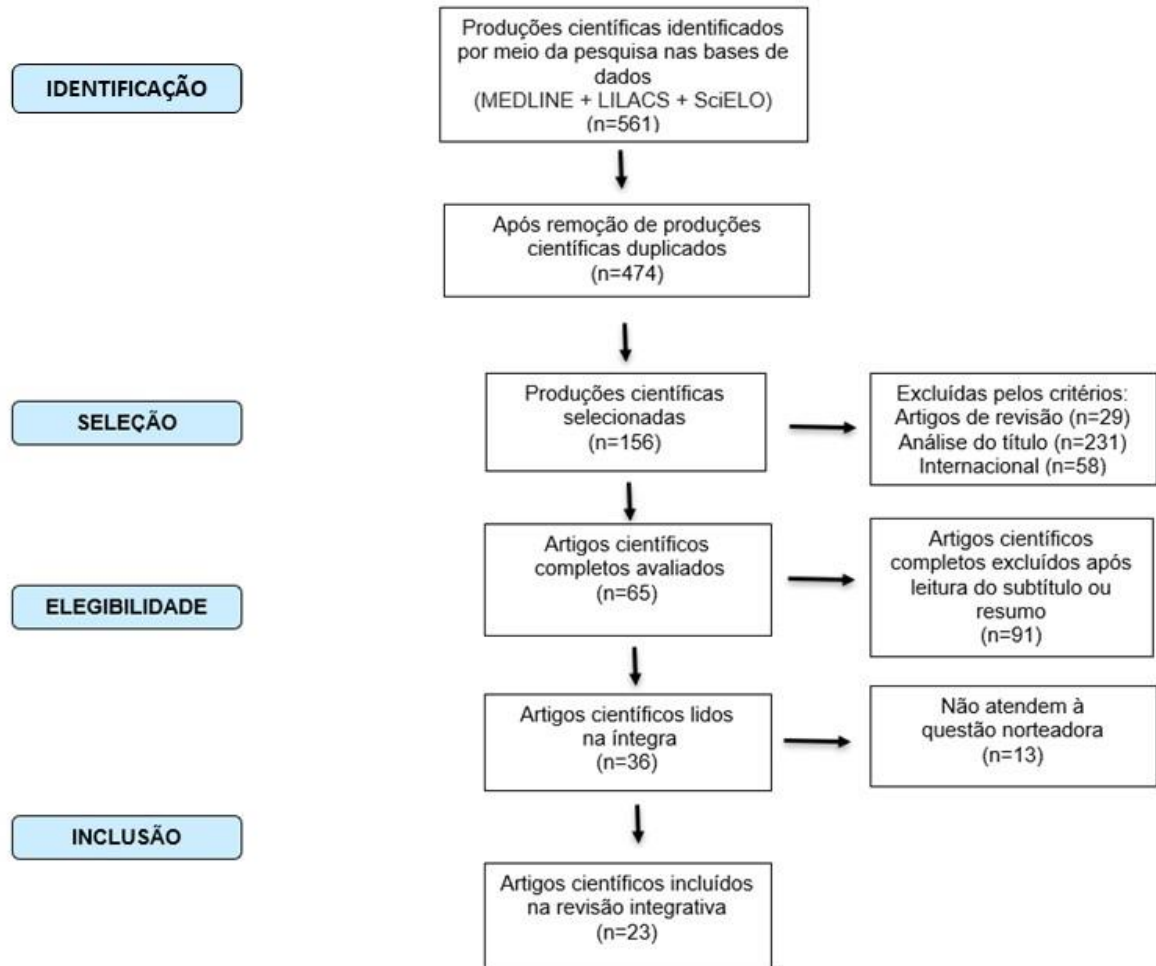 Produções científicas identificados
por meio da pesquisa nas bases de
dados
(MEDLINE + LILACS + SciELO)
(n=561)
IDENTIFICAÇÃO
Após remoção de produções
científicas duplicados
(n=474)
SELEÇÃO
Produções científicas
selecionadas
(n=156)
Excluídas pelos critérios:
Artigos de revisão (n=29)
Análise do título (n=231)
Internacional (n=58)
ELEGIBILIDADE
Artigos científicos
completos avaliados
(n=65)
Artigos científicos
completos excluídos após
leitura do subtítulo ou
resumo
(n=91)
Artigos científicos lidos
na íntegra
(n=36)
Não atendem à
questão norteadora
(n=13)
INCLUSÃO
Artigos científicos incluídos
na revisão integrativa
(n=23)